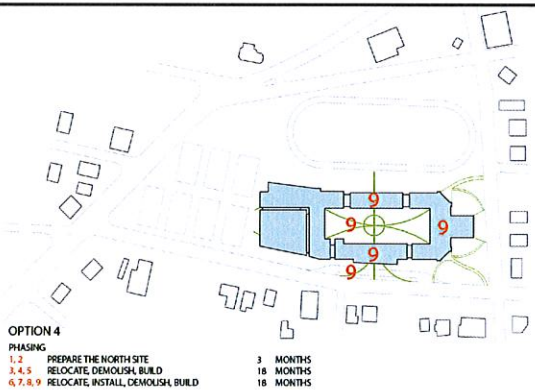 9
9
9
9
9
OPTION 4
PHASING
1, 2 PREPARE THE NORTH SITE 3 MONTHS
3, 4, 5 RELOCATE, DEMOLISH, BUILD 18 MONTHS
6, 7, 8, 9 RELOCATE, INSTALL, DEMOLISH, BUILD 18 MONTHS